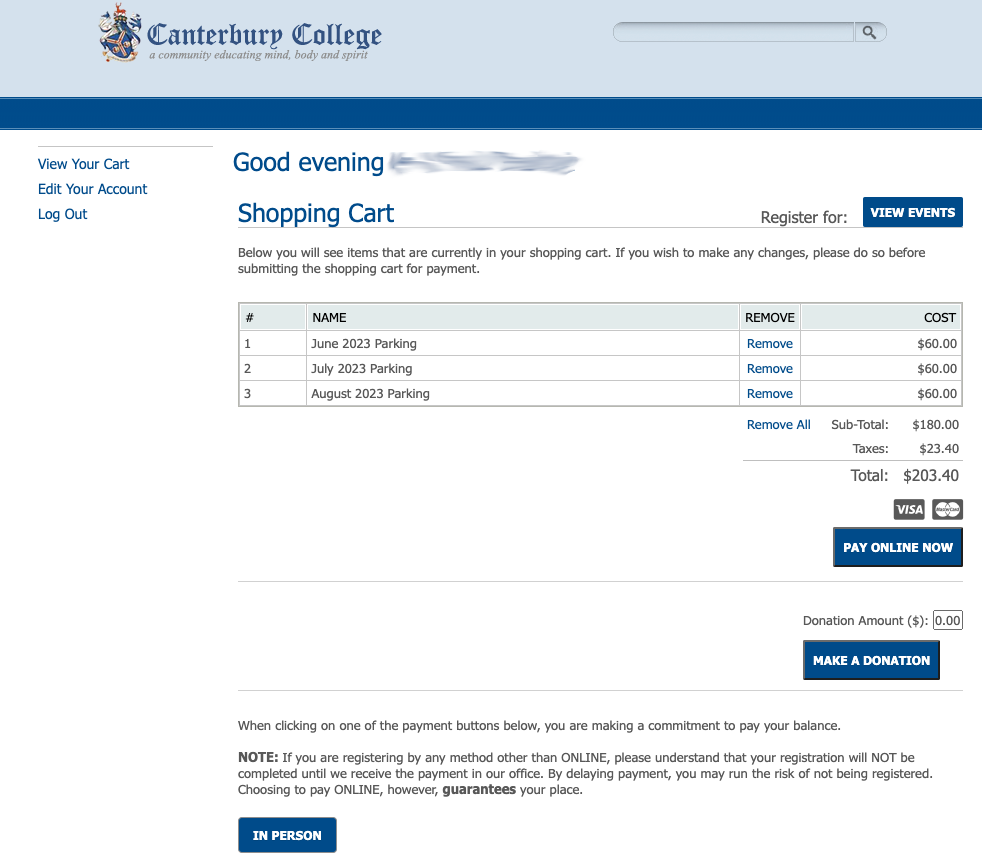 Canterbury College
a community educating mind, body and spirit
View Your Cart
Edit Your Account
Log Out
Good evening
Shopping Cart
Register for: VIEW EVENTS
Below you will see items that are currently in your shopping cart. If you wish to make any changes, please do so before
submitting the shopping cart for payment.
# NAME REMOVE COST
1 June 2023 Parking Remove $60.00
2 July 2023 Parking Remove $60.00
3 August 2023 Parking Remove $60.00
Remove All Sub-Total: $180.00
Taxes: $23.40
Total: $203.40
VISA MasterCard
PAY ONLINE NOW
Donation Amount ($): 0.00
MAKE A DONATION
When clicking on one of the payment buttons below, you are making a commitment to pay your balance.
NOTE: If you are registering by any method other than ONLINE, please understand that your registration will NOT be
completed until we receive the payment in our office. By delaying payment, you may run the risk of not being registered.
Choosing to pay ONLINE, however, guarantees your place.
IN PERSON